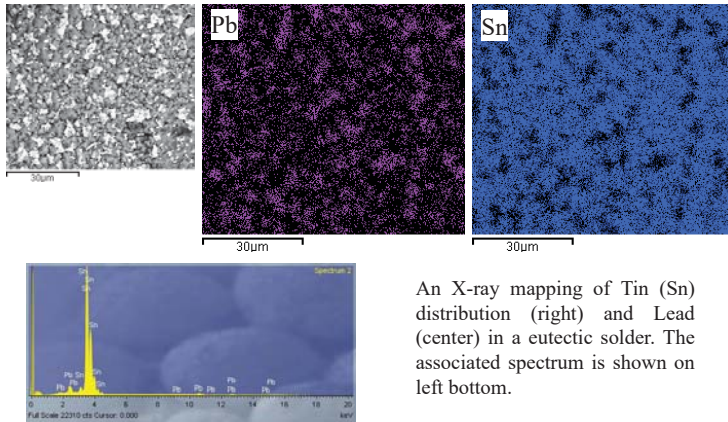 Pb
Sn
30μm
30μm
30μm
Spectrum 2
Sn
Sn
Sn
Sn
Pb Sn Sn
Pb
Pb Pb Sn
Pb Pb Pb Pb Pb
0 2 4 6 8 10 12 14 16 18 20
Full Scale 22310 cts Cursor: 0.000
keV
An X-ray mapping of Tin (Sn)
distribution (right) and Lead
(center) in a eutectic solder. The
associated spectrum is shown on
left bottom.